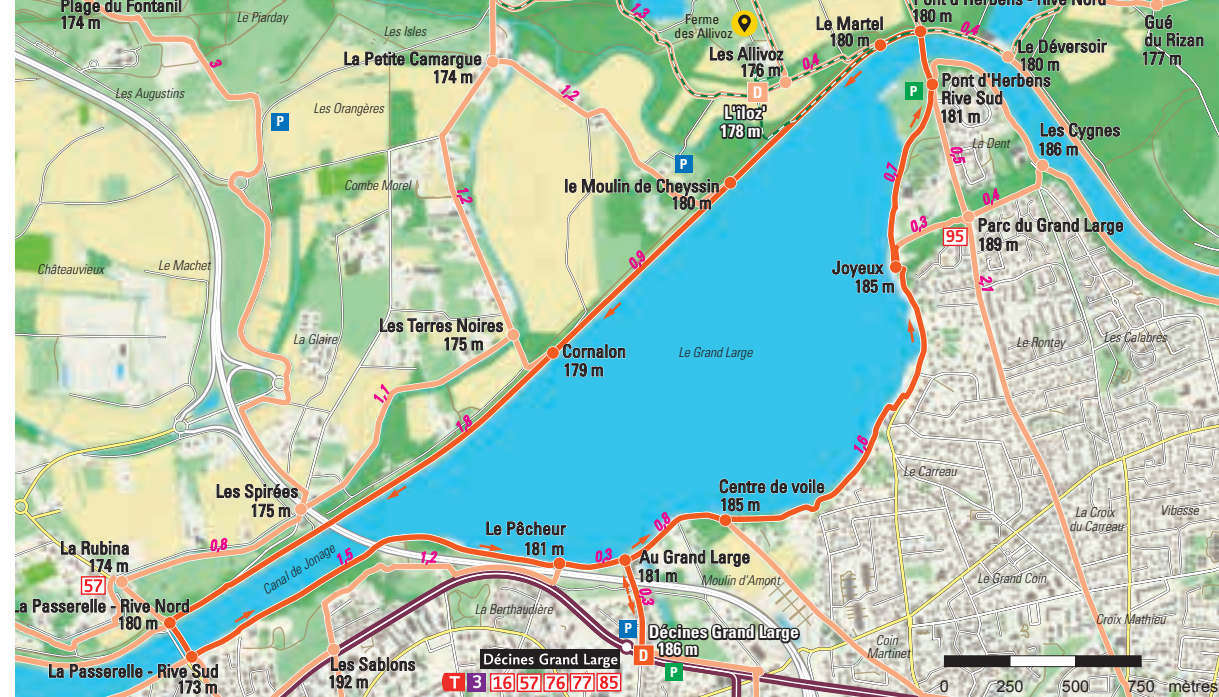 Plage du Fontanil
174 m
Le Piarday
Les Isles
1,3
Ferme
des Allivoz
Le Martel
180 m
Pont d'Herbens - Rive Nord
180 m
0,4
Gué
du Rizan
177 m
Le Déversoir
180 m
3
La Petite Camargue
174 m
Les Allivoz
176 m
0,4
Les Augustins
Les Orangères
1,2
P
D
L'îloz'
178 m
P
Pont d'Herbens
Rive Sud
181 m
Les Cygnes
186 m
La Dent
0,5
P
le Moulin de Cheyssin
180 m
Combe Morel
1,2
0,7
0,4
0,3
95
Parc du Grand Large
189 m
Châteauvieux
Le Machet
0,9
Joyeux
185 m
2,1
Les Terres Noires
175 m
La Glaire
Cornalon
179 m
Le Grand Large
Le Rontay
Les Calabres
1,1
1,8
1,6
Le Carreau
Les Spirées
175 m
Centre de voile
185 m
La Croix
du Carreau
Vibesse
Le Pêcheur
181 m
0,8
La Rubina
174 m
57
0,8
Canal de Jonage
1,5
1,2
0,3
Au Grand Large
181 m
Moulin d'Amont
Le Grand Coin
La Passerelle - Rive Nord
180 m
La Berthaudière
0,3
Croix Mathieu
P
Décines Grand Large
186 m
D
P
Coin
Martinet
La Passerelle - Rive Sud
173 m
Les Sablons
192 m
Décines Grand Large
T 3 16 57 76 77 85
0 500 750 mètres